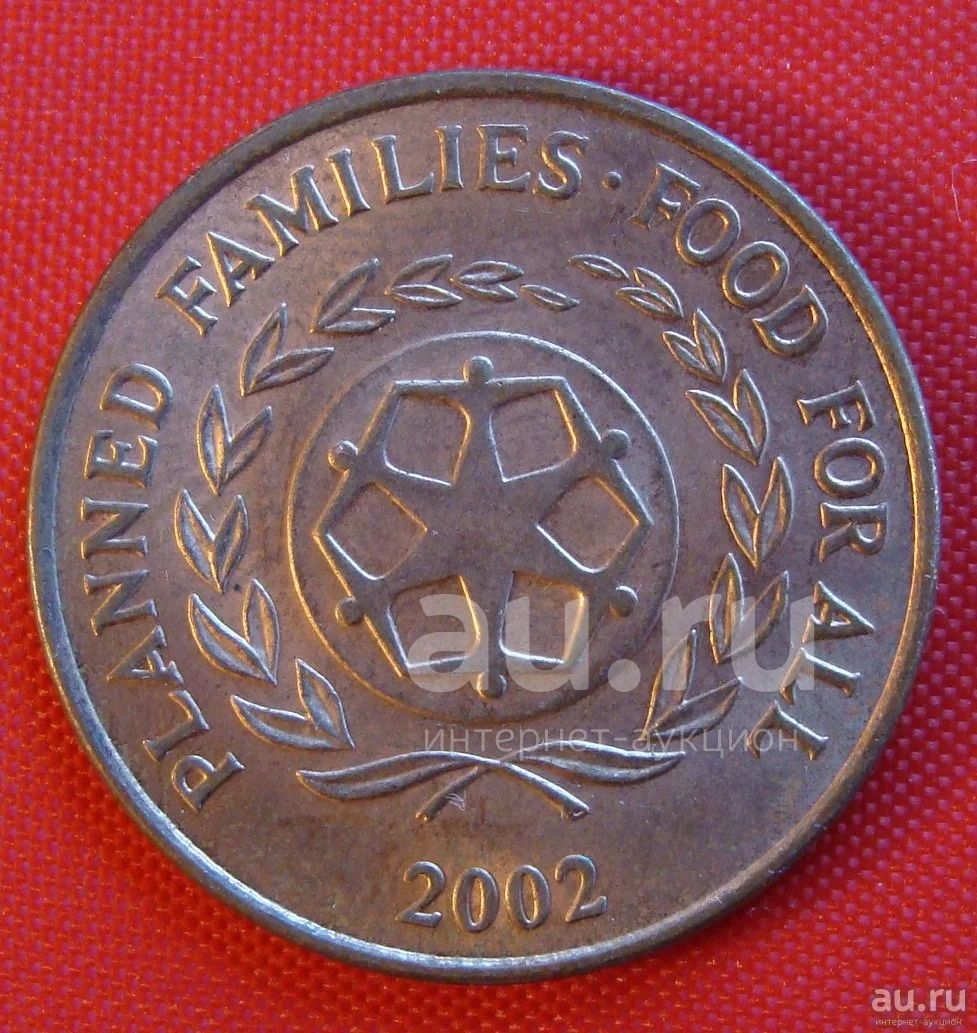 PLANNED FAMILIES · FOOD FOR ALL
2002
au.ru
интернет-аукцион
au.ru
интернет-аукцион